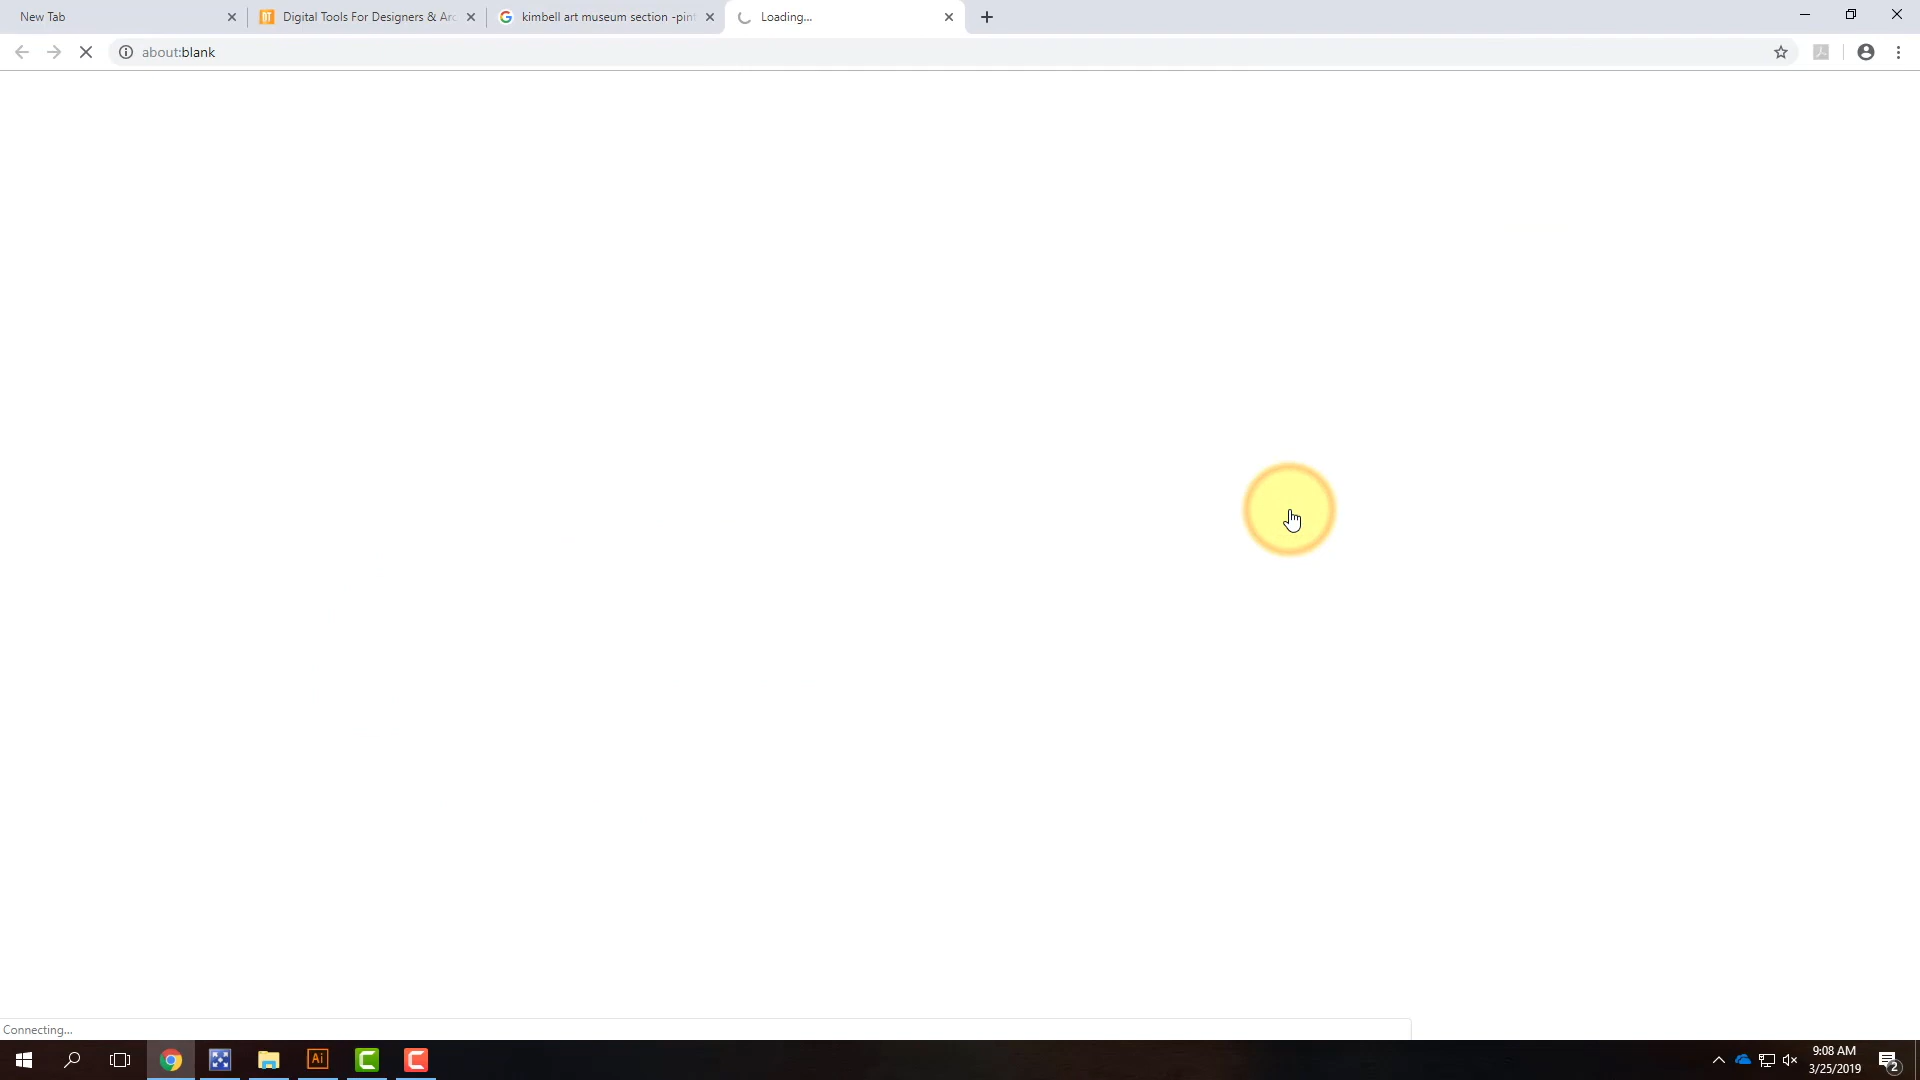 New Tab
Digital Tools For Designers & Arc
kimbell art museum section -pint
Loading...
about:blank
Connecting...
Ai
9:08 AM
3/25/2019
2